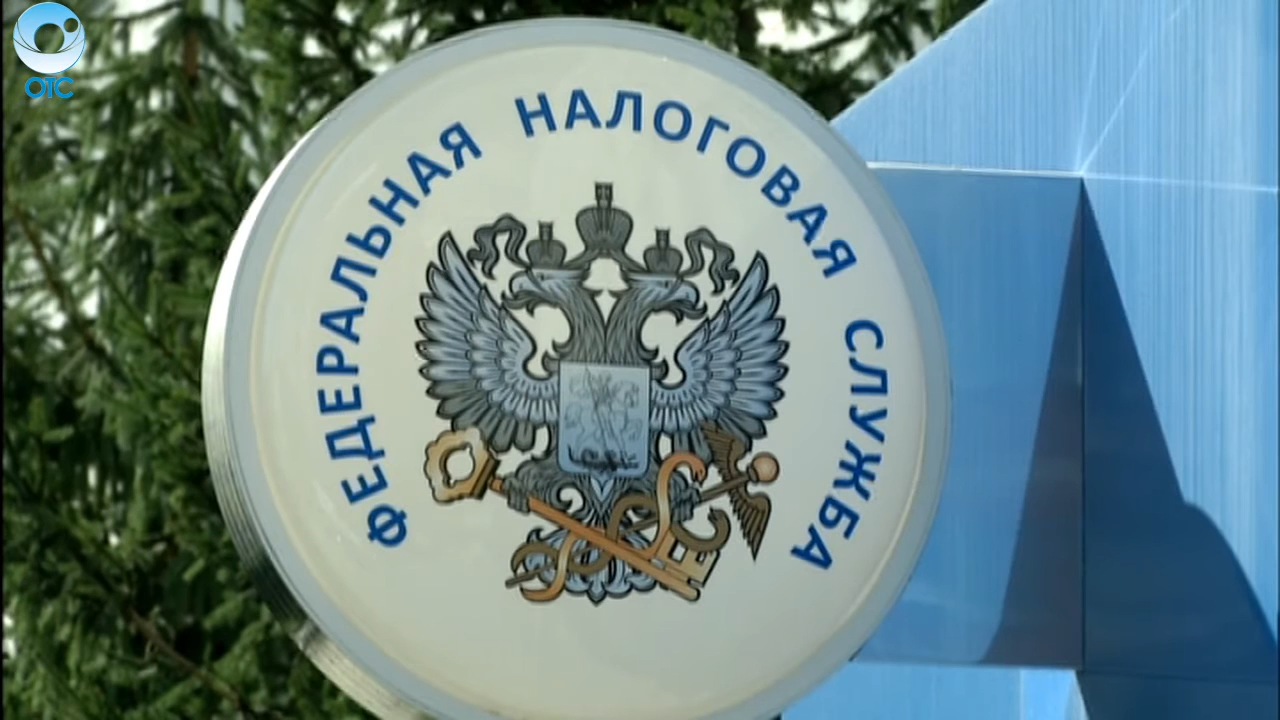 ОТС
ФЕДЕРАЛЬНАЯ НАЛОГОВАЯ СЛУЖБА